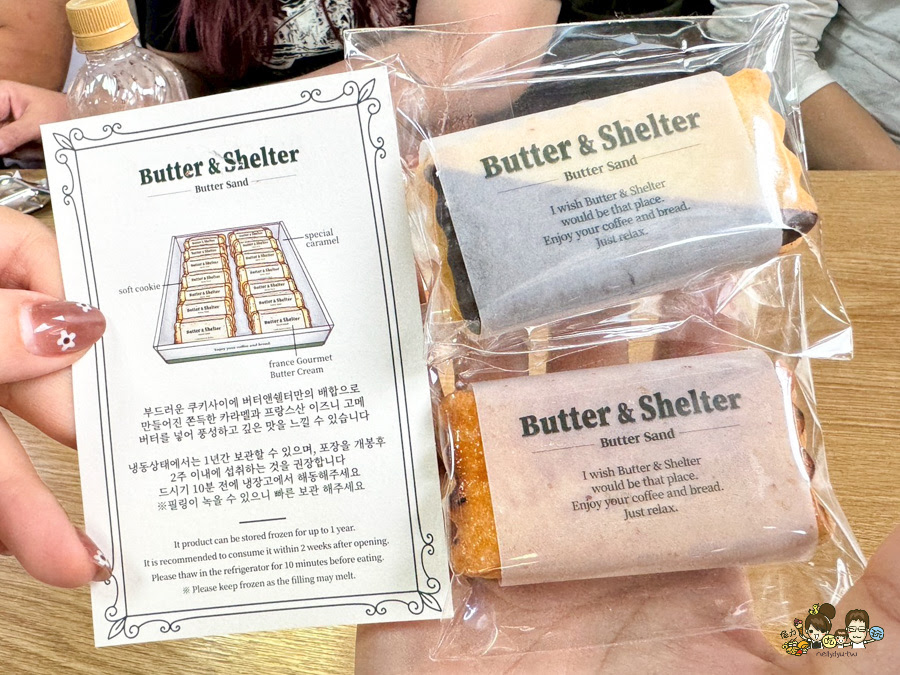 Butter & Shelter
Butter Sand
special
caramel
soft cookie
Enjoy your coffee and bread.
france Gourmet
Butter Cream
부드러운 쿠키사이에 버터앤쉘터만의 배합으로
만들어진 쫀득한 카라멜과 프랑스산 이즈니 고메
버터를 넣어 풍성하고 깊은 맛을 느낄 수 있습니다
냉동상태에서는 1년간 보관할 수 있으며, 포장을 개봉후
2주 이내에 섭취하는 것을 권장합니다
드시기 10분 전에 냉장고에서 해동해주세요
※필링이 녹을 수 있으니 빠른 보관 해주세요
It product can be stored frozen for up to 1 year.
It is recommended to consume it within 2 weeks after opening.
Please thaw in the refrigerator for 10 minutes before eating.
※ Please keep frozen as the filling may melt.
Butter & Shelter
Butter Sand
I wish Butter & Shelter
would be that place.
Enjoy your coffee and bread.
Just relax.
Butter & Shelter
Butter Sand
I wish Butter & Shelter
would be that place.
Enjoy your coffee and bread.
Just relax.
nellydyu.tw